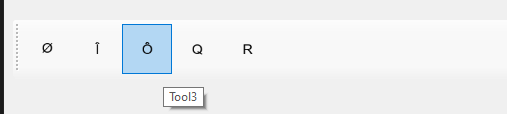 Ø Î Ô Q R
Tool3